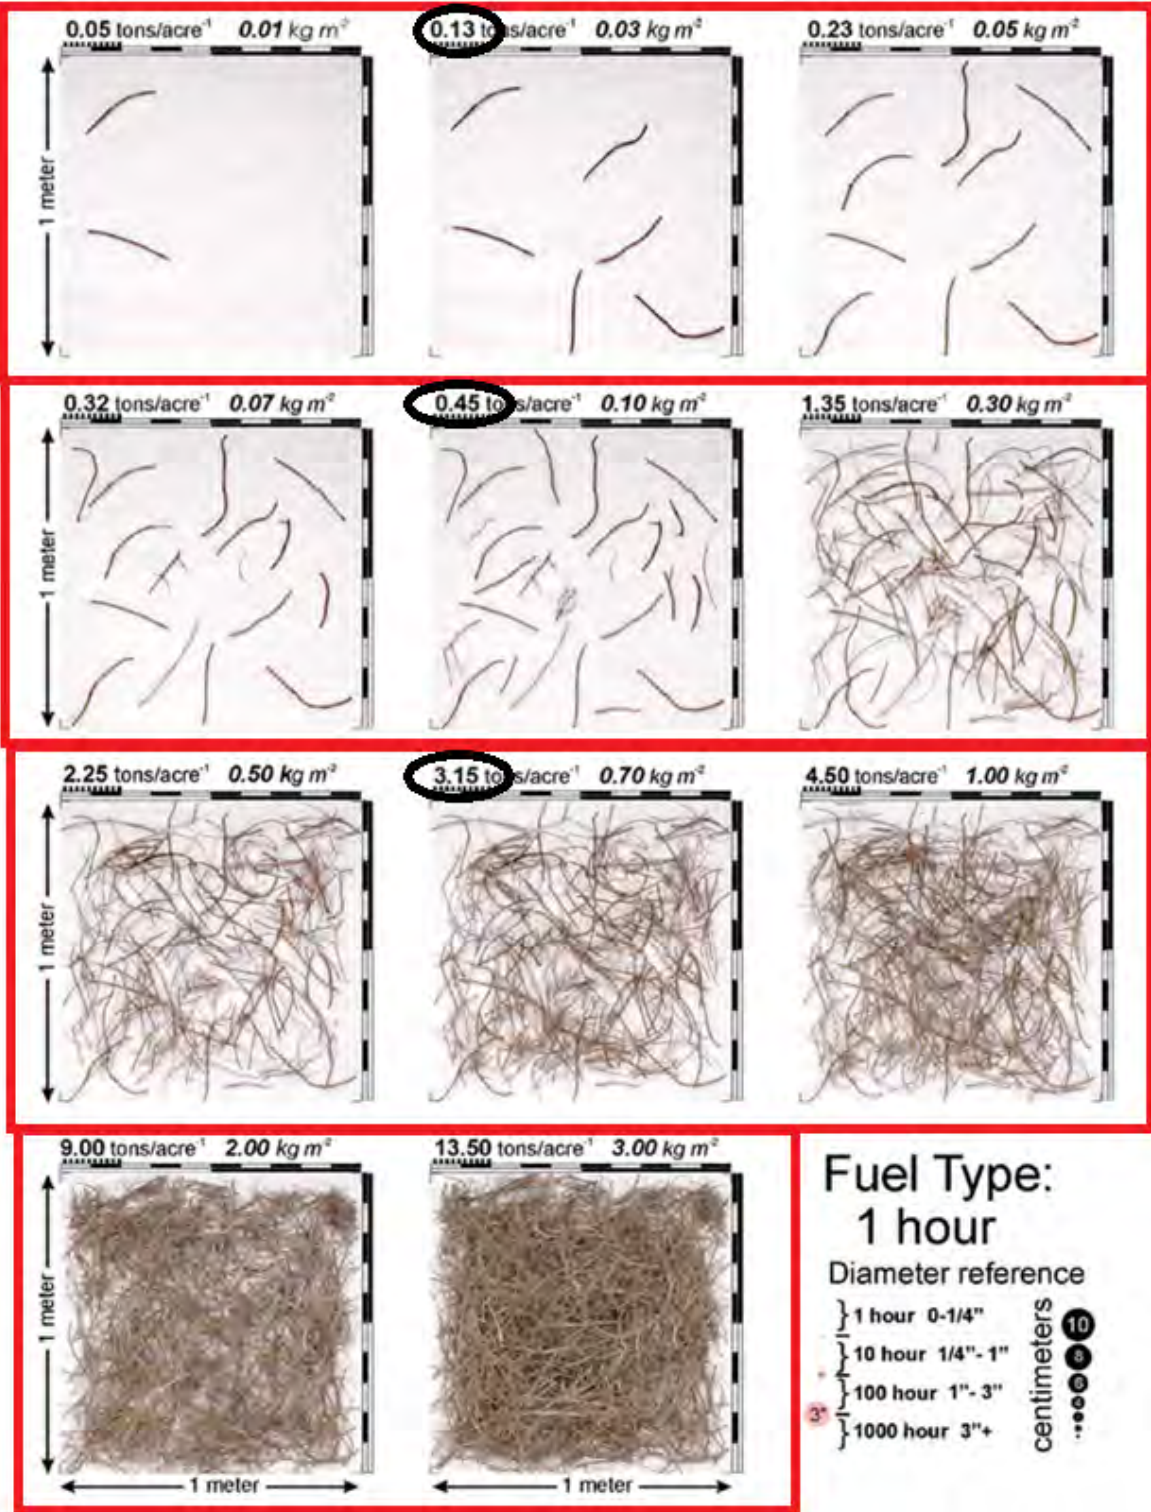 0.05 tons/acre⁻¹ 0.01 kg m⁻²
0.13 tons/acre⁻¹ 0.03 kg m⁻²
0.23 tons/acre⁻¹ 0.05 kg m⁻²
1 meter
0.32 tons/acre⁻¹ 0.07 kg m⁻²
0.45 tons/acre⁻¹ 0.10 kg m⁻²
1.35 tons/acre⁻¹ 0.30 kg m⁻²
1 meter
2.25 tons/acre⁻¹ 0.50 kg m⁻²
3.15 tons/acre⁻¹ 0.70 kg m⁻²
4.50 tons/acre⁻¹ 1.00 kg m⁻²
1 meter
9.00 tons/acre⁻¹ 2.00 kg m⁻²
13.50 tons/acre⁻¹ 3.00 kg m⁻²
1 meter
1 meter
1 meter
Fuel Type:
1 hour
Diameter reference
1 hour 0-1/4"
10 hour 1/4"- 1"
100 hour 1"- 3"
1000 hour 3"+
3"
centimeters
10
8
6
4